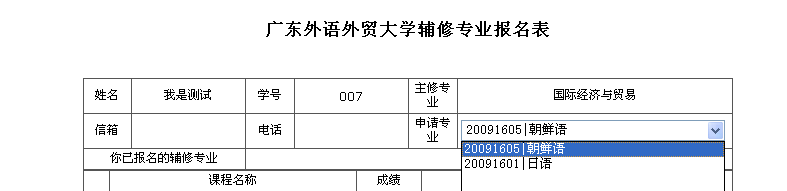 广东外语外贸大学辅修专业报名表
姓名 我是测试 学号 007 主修专业 国际经济与贸易
信箱 电话 申请专业 20091605|朝鲜语
20091605|朝鲜语
20091601|日语
你已报名的辅修专业
课程名称 成绩